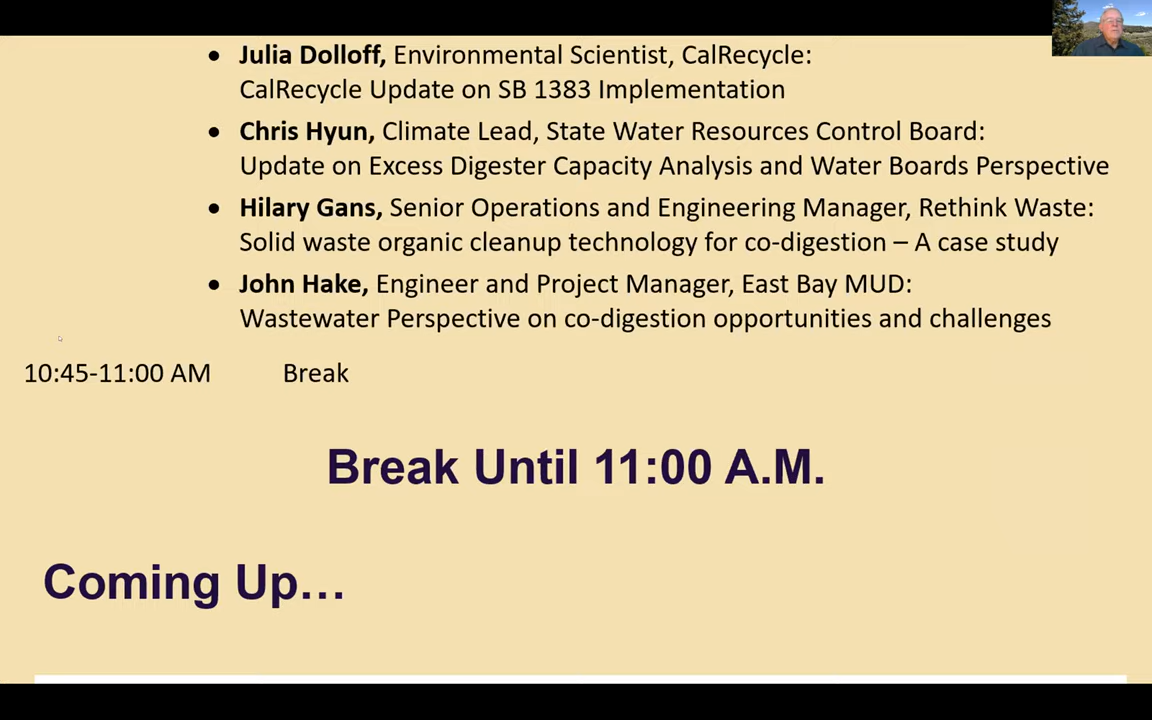 • Julia Dolloff, Environmental Scientist, CalRecycle:
CalRecycle Update on SB 1383 Implementation
• Chris Hyun, Climate Lead, State Water Resources Control Board:
Update on Excess Digester Capacity Analysis and Water Boards Perspective
• Hilary Gans, Senior Operations and Engineering Manager, Rethink Waste:
Solid waste organic cleanup technology for co-digestion – A case study
• John Hake, Engineer and Project Manager, East Bay MUD:
Wastewater Perspective on co-digestion opportunities and challenges
10:45-11:00 AM Break
Break Until 11:00 A.M.
Coming Up…